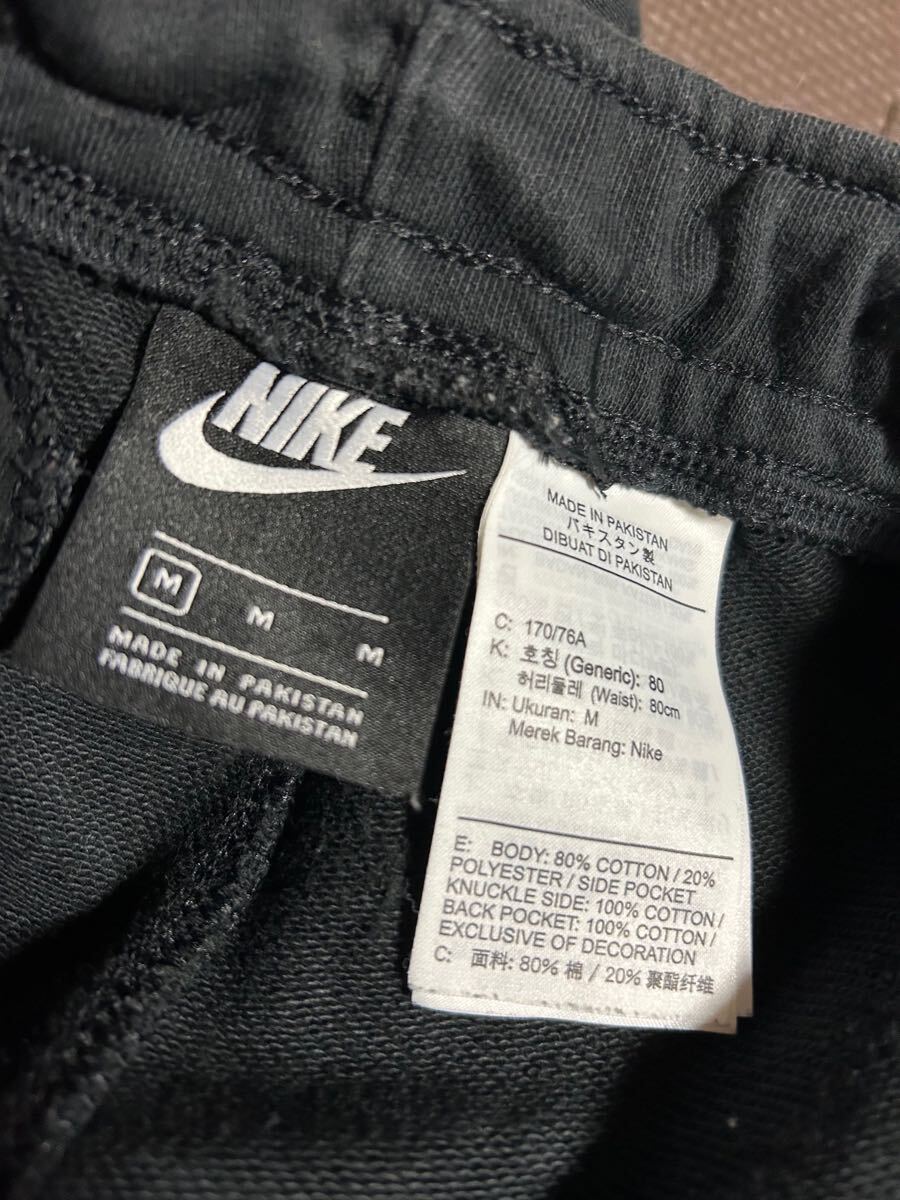 NIKE
M M M
MADE IN PAKISTAN
FABRIQUE AU PAKISTAN
MADE IN PAKISTAN
パキスタン製
DIBUAT DI PAKISTAN
C: 170/76A
K: 호칭 (Generic): 80
허리둘레 (Waist): 80cm
IN: Ukuran: M
Merek Barang: Nike
E: BODY: 80% COTTON / 20%
POLYESTER / SIDE POCKET
KNUCKLE SIDE: 100% COTTON /
BACK POCKET: 100% COTTON /
EXCLUSIVE OF DECORATION
C: 面料: 80% 棉 / 20% 聚酯纤维